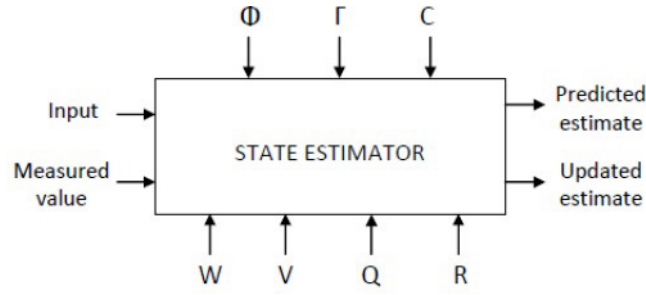 Φ Γ C
Input
Predicted
estimate
STATE ESTIMATOR
Measured
value
Updated
estimate
W V Q R